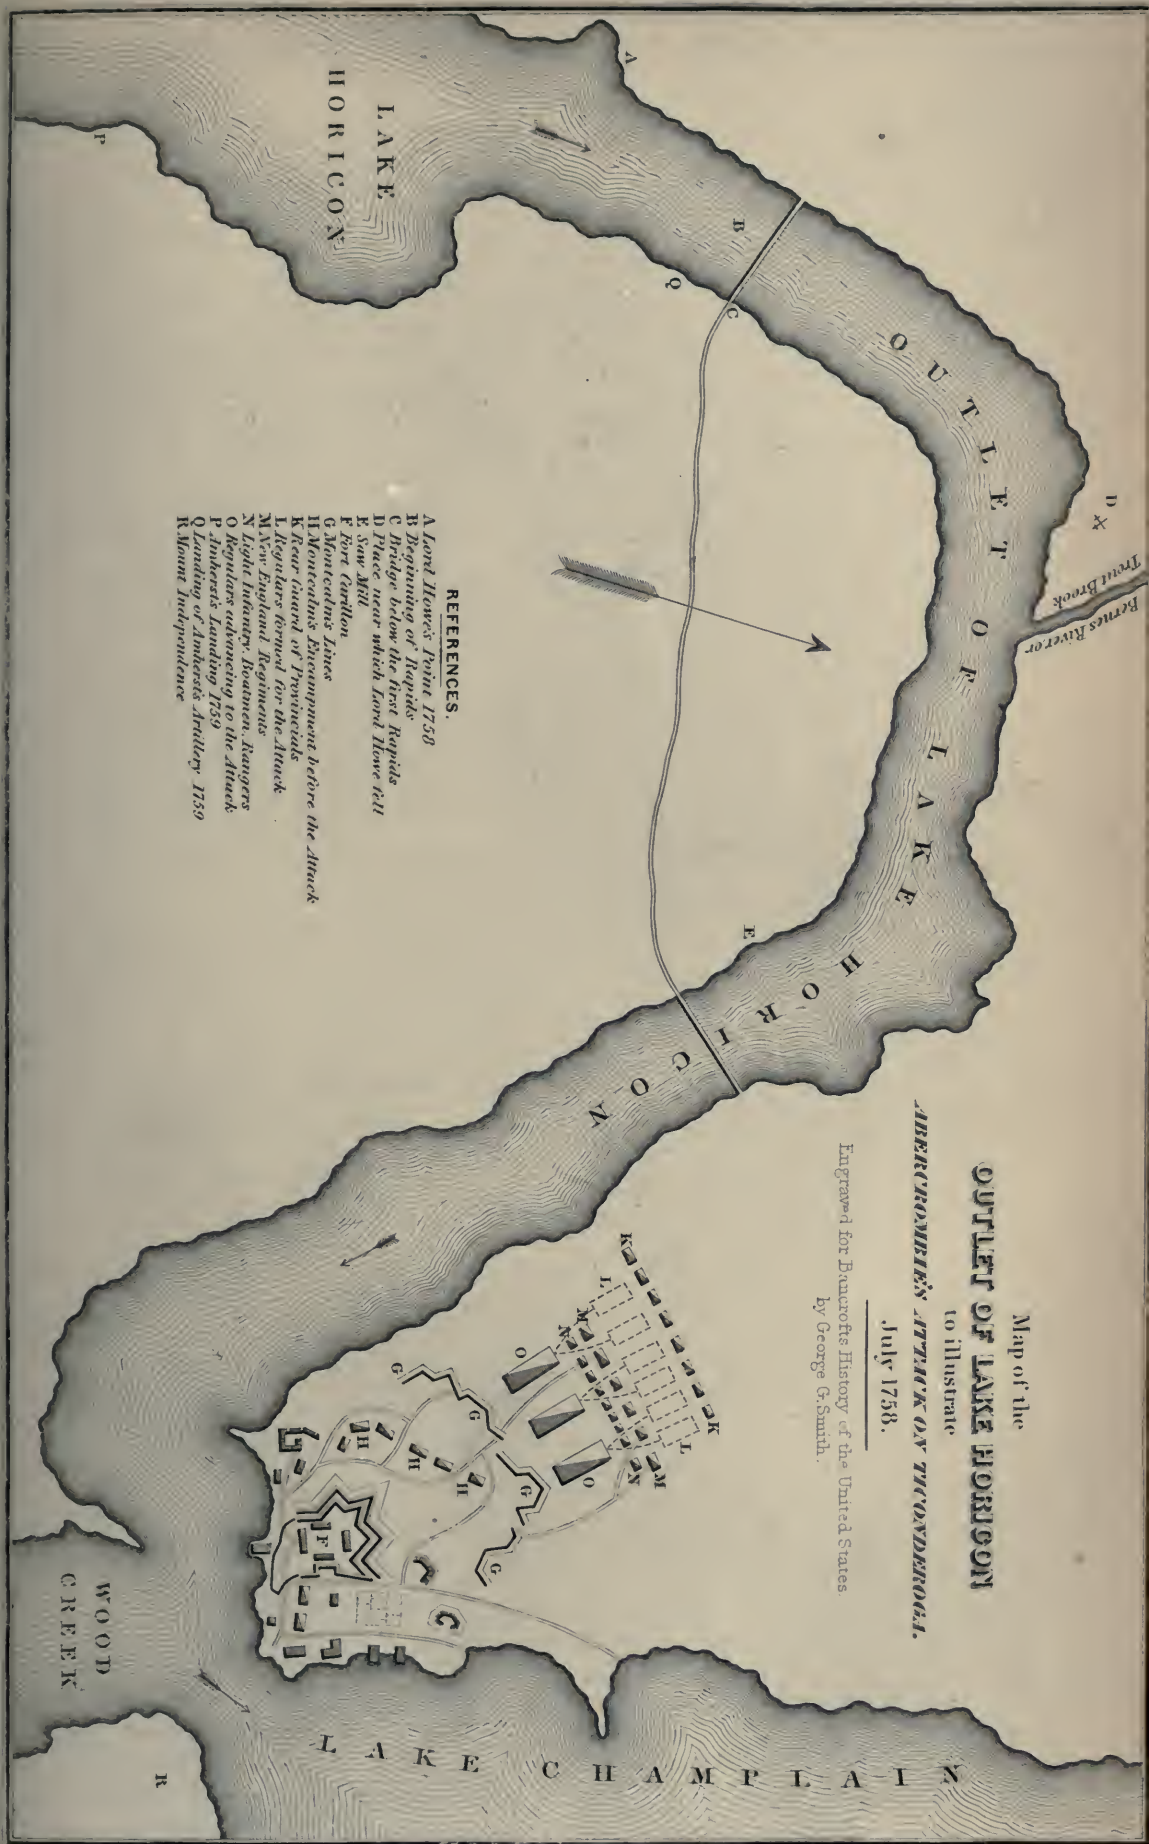 Map of the
OUTLET OF LAKE HORICON
to illustrate
ABERCROMBIE'S ATTACK ON TICONDEROGA.
July 1758.
Engraved for Bancrofts History of the United States
by George G. Smith.
REFERENCES.
A Lord Howe's Point 1758
B Beginning of Rapids
C Bridge below the first Rapids
D Place near which Lord Howe fell
E Saw Mill
F Fort Carillon
G Montcalm's Lines
H Montcalm's Encampment before the Attack
K Rear Guard of Provincials
L Regulars formed for the Attack
M New England Regiments
N Light Infantry, Boatmen, Rangers
O Regulars advancing to the Attack
P Amherst's Landing 1759
Q Landing of Amherst's Artillery 1759
R Mount Independence
LAKE
HORICON
OUTLET OF LAKE HORICON
Bernes River or
Trout Brook
WOOD
CREEK
LAKE CHAMPLAIN
A
B
C
D
E
F
G
G
G
G
H
H
H
K
K
L
L
M
M
N
N
O
O
P
Q
R